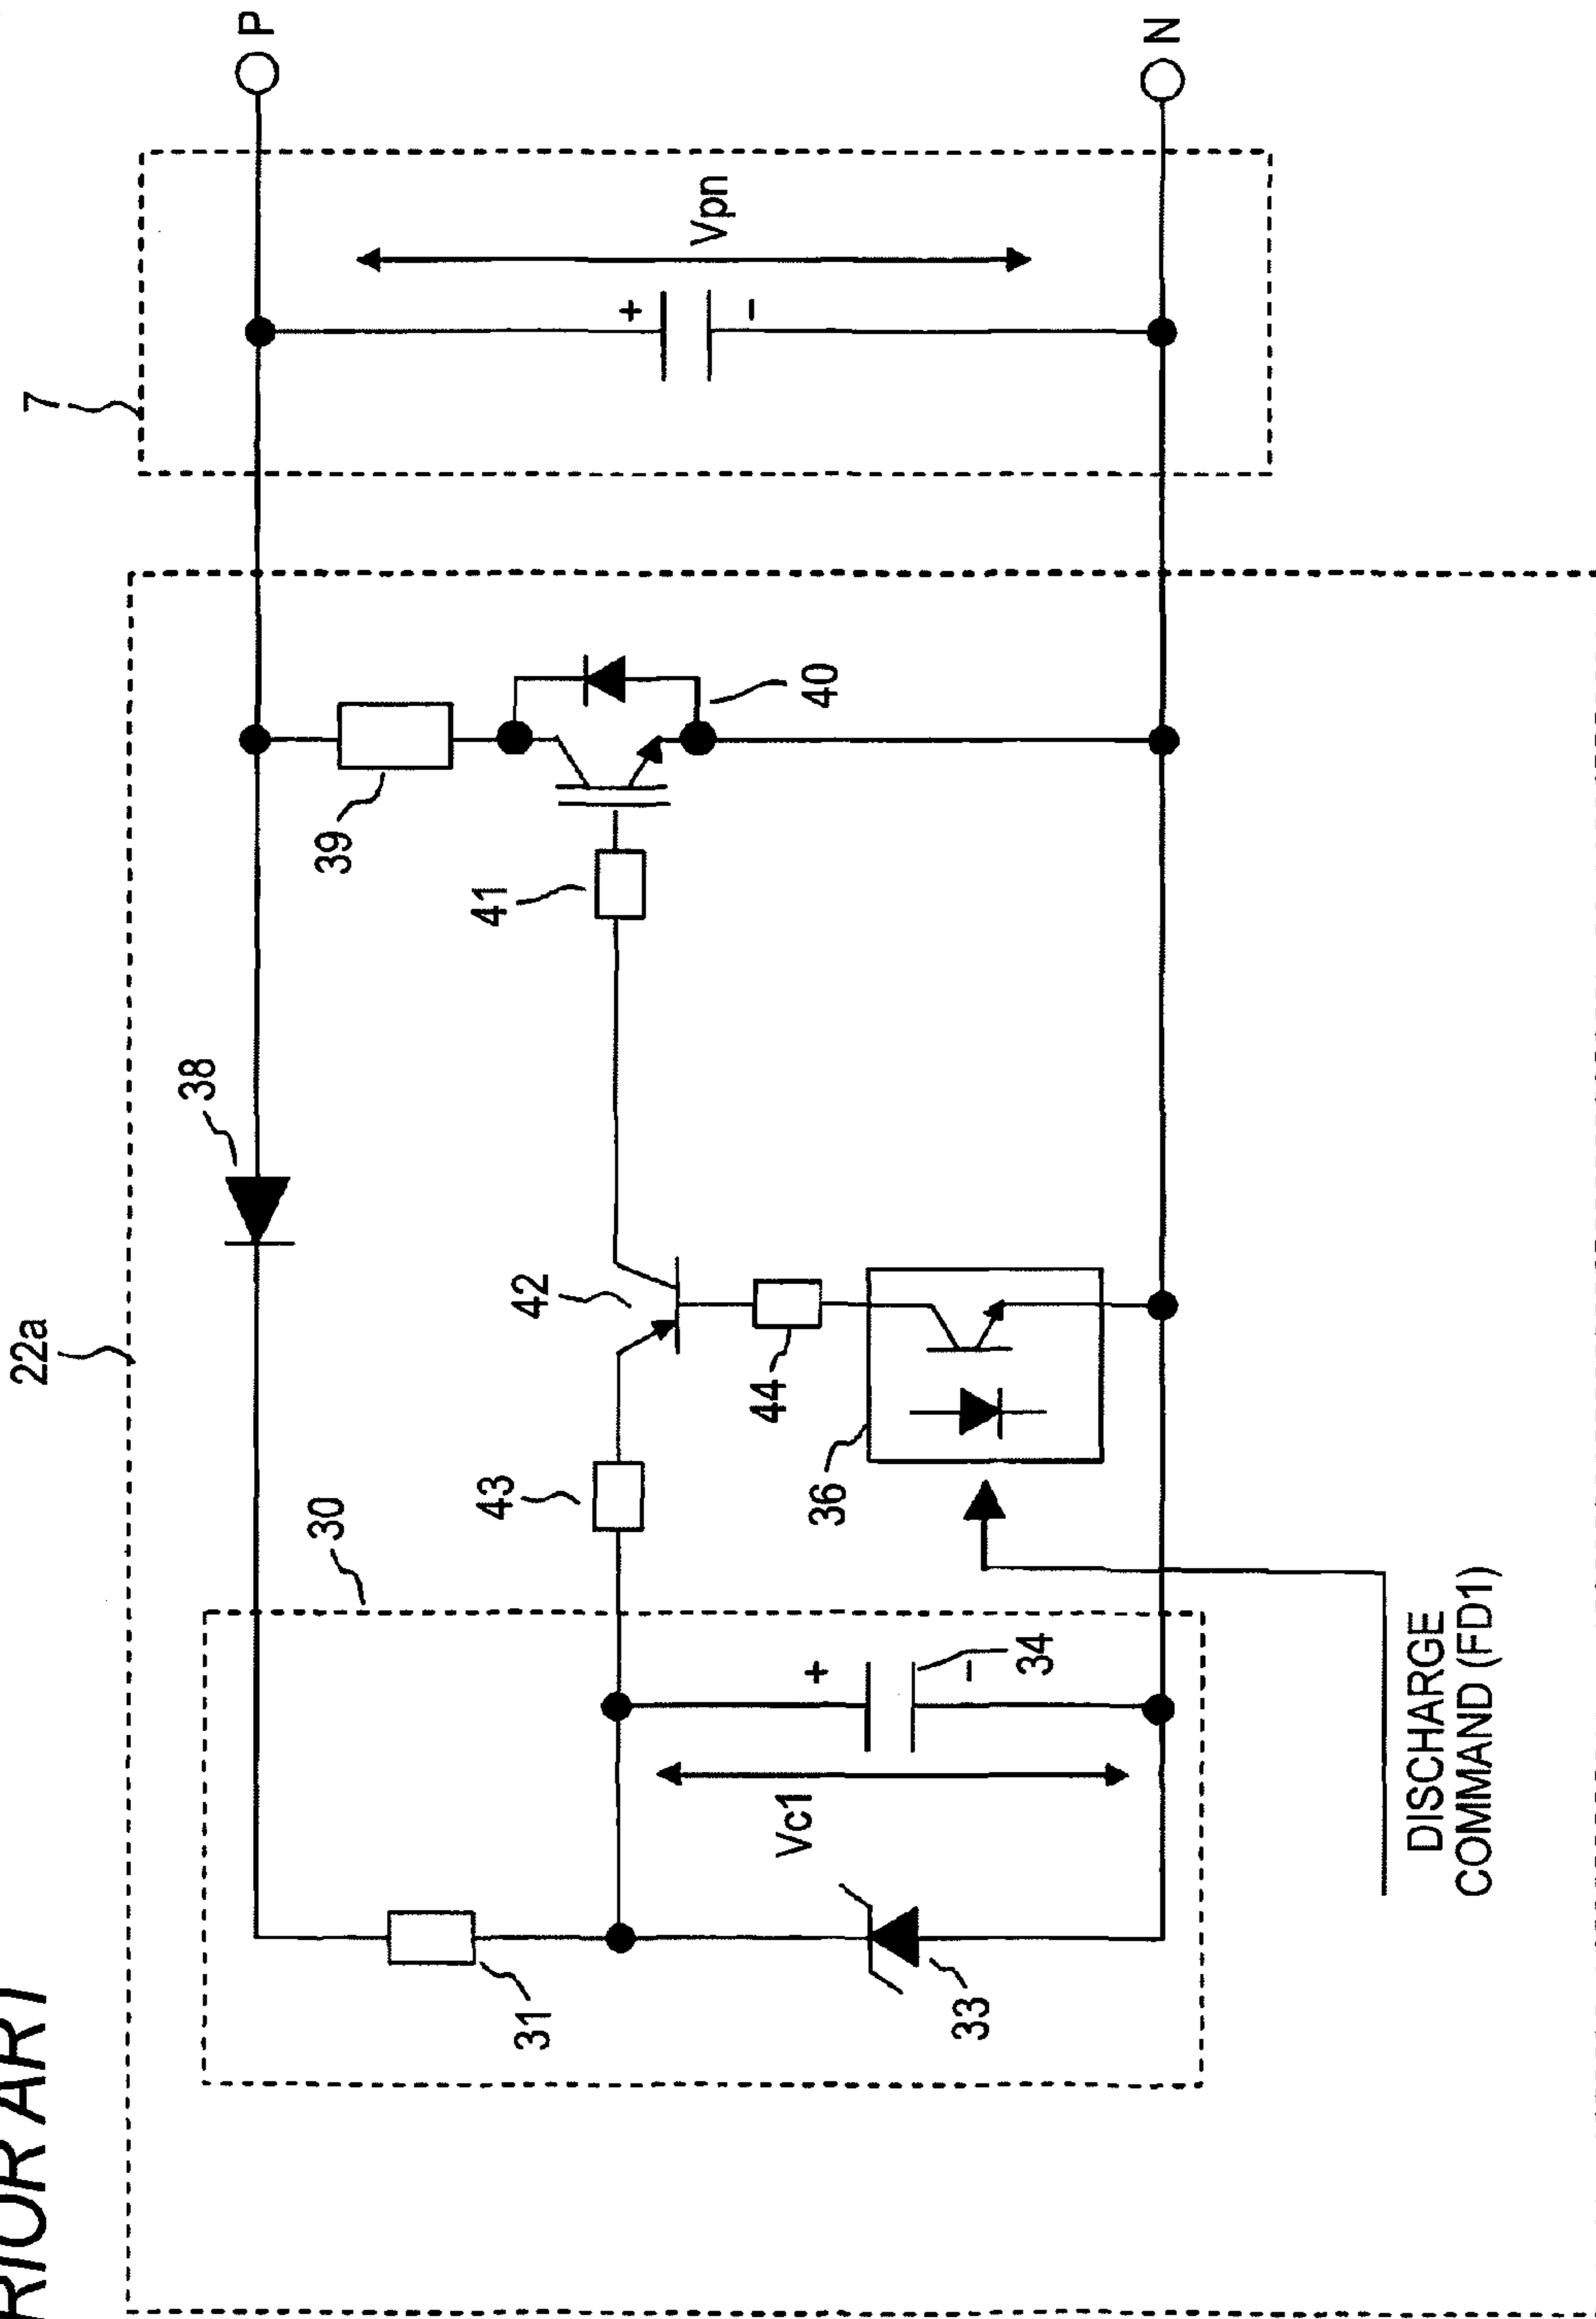 RIOR ART
22a
7
38
P
30
39
31
43
42
41
+
Vpn
-
Vc1
+
44
36
40
33
-
34
N
DISCHARGE
COMMAND (FD1)